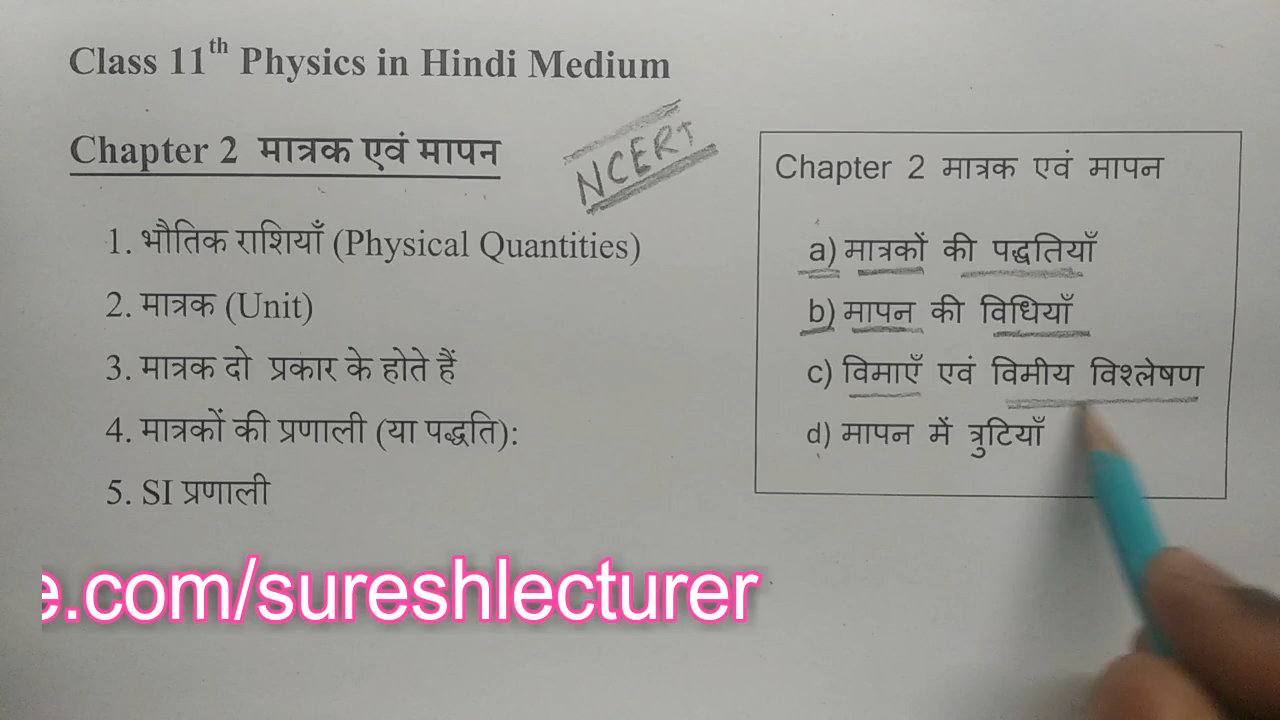 Class 11th Physics in Hindi Medium
Chapter 2 मात्रक एवं मापन
NCERT
1. भौतिक राशियाँ (Physical Quantities)
2. मात्रक (Unit)
3. मात्रक दो प्रकार के होते हैं
4. मात्रकों की प्रणाली (या पद्धति):
5. SI प्रणाली
Chapter 2 मात्रक एवं मापन
a) मात्रकों की पद्धतियाँ
b) मापन की विधियाँ
c) विमाएँ एवं विमीय विश्लेषण
d) मापन में त्रुटियाँ
e.com/sureshlecturer